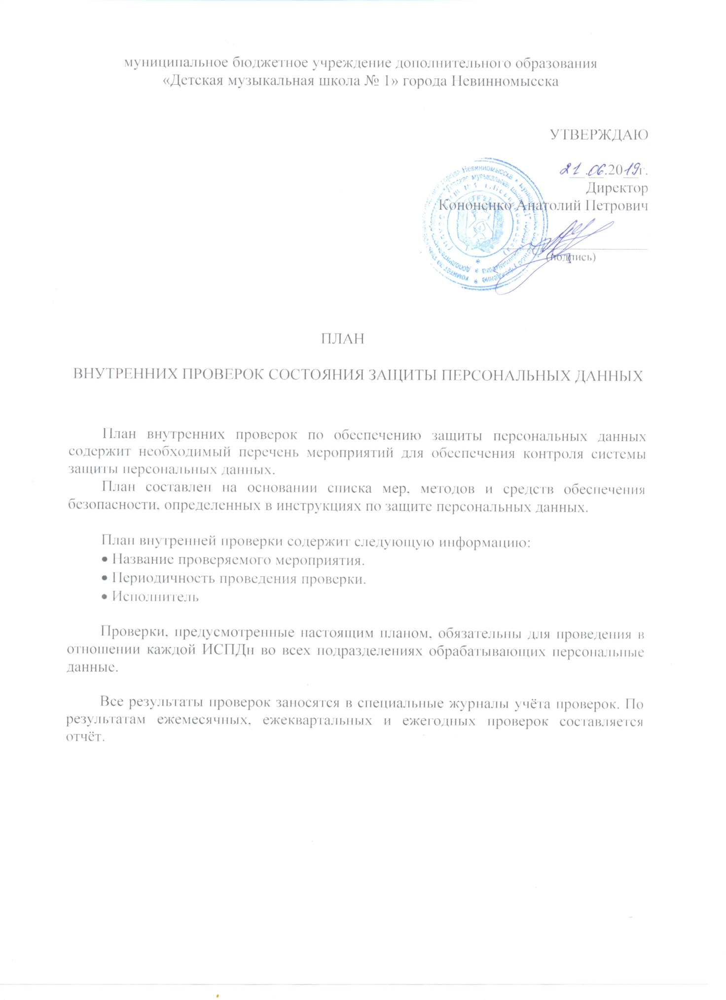 муниципальное бюджетное учреждение дополнительного образования
«Детская музыкальная школа № 1» города Невинномысска
УТВЕРЖДАЮ
21.06.2019г.
Директор
Кононенко Анатолий Петрович
(подпись)
ПЛАН
ВНУТРЕННИХ ПРОВЕРОК СОСТОЯНИЯ ЗАЩИТЫ ПЕРСОНАЛЬНЫХ ДАННЫХ
План внутренних проверок по обеспечению защиты персональных данных
содержит необходимый перечень мероприятий для обеспечения контроля системы
защиты персональных данных.
План составлен на основании списка мер, методов и средств обеспечения
безопасности, определенных в инструкциях по защите персональных данных.
План внутренней проверки содержит следующую информацию:
• Название проверяемого мероприятия.
• Периодичность проведения проверки.
• Исполнитель
Проверки, предусмотренные настоящим планом, обязательны для проведения в
отношении каждой ИСПДн во всех подразделениях обрабатывающих персональные
данные.
Все результаты проверок заносятся в специальные журналы учёта проверок. По
результатам ежемесячных, ежеквартальных и ежегодных проверок составляется
отчёт.